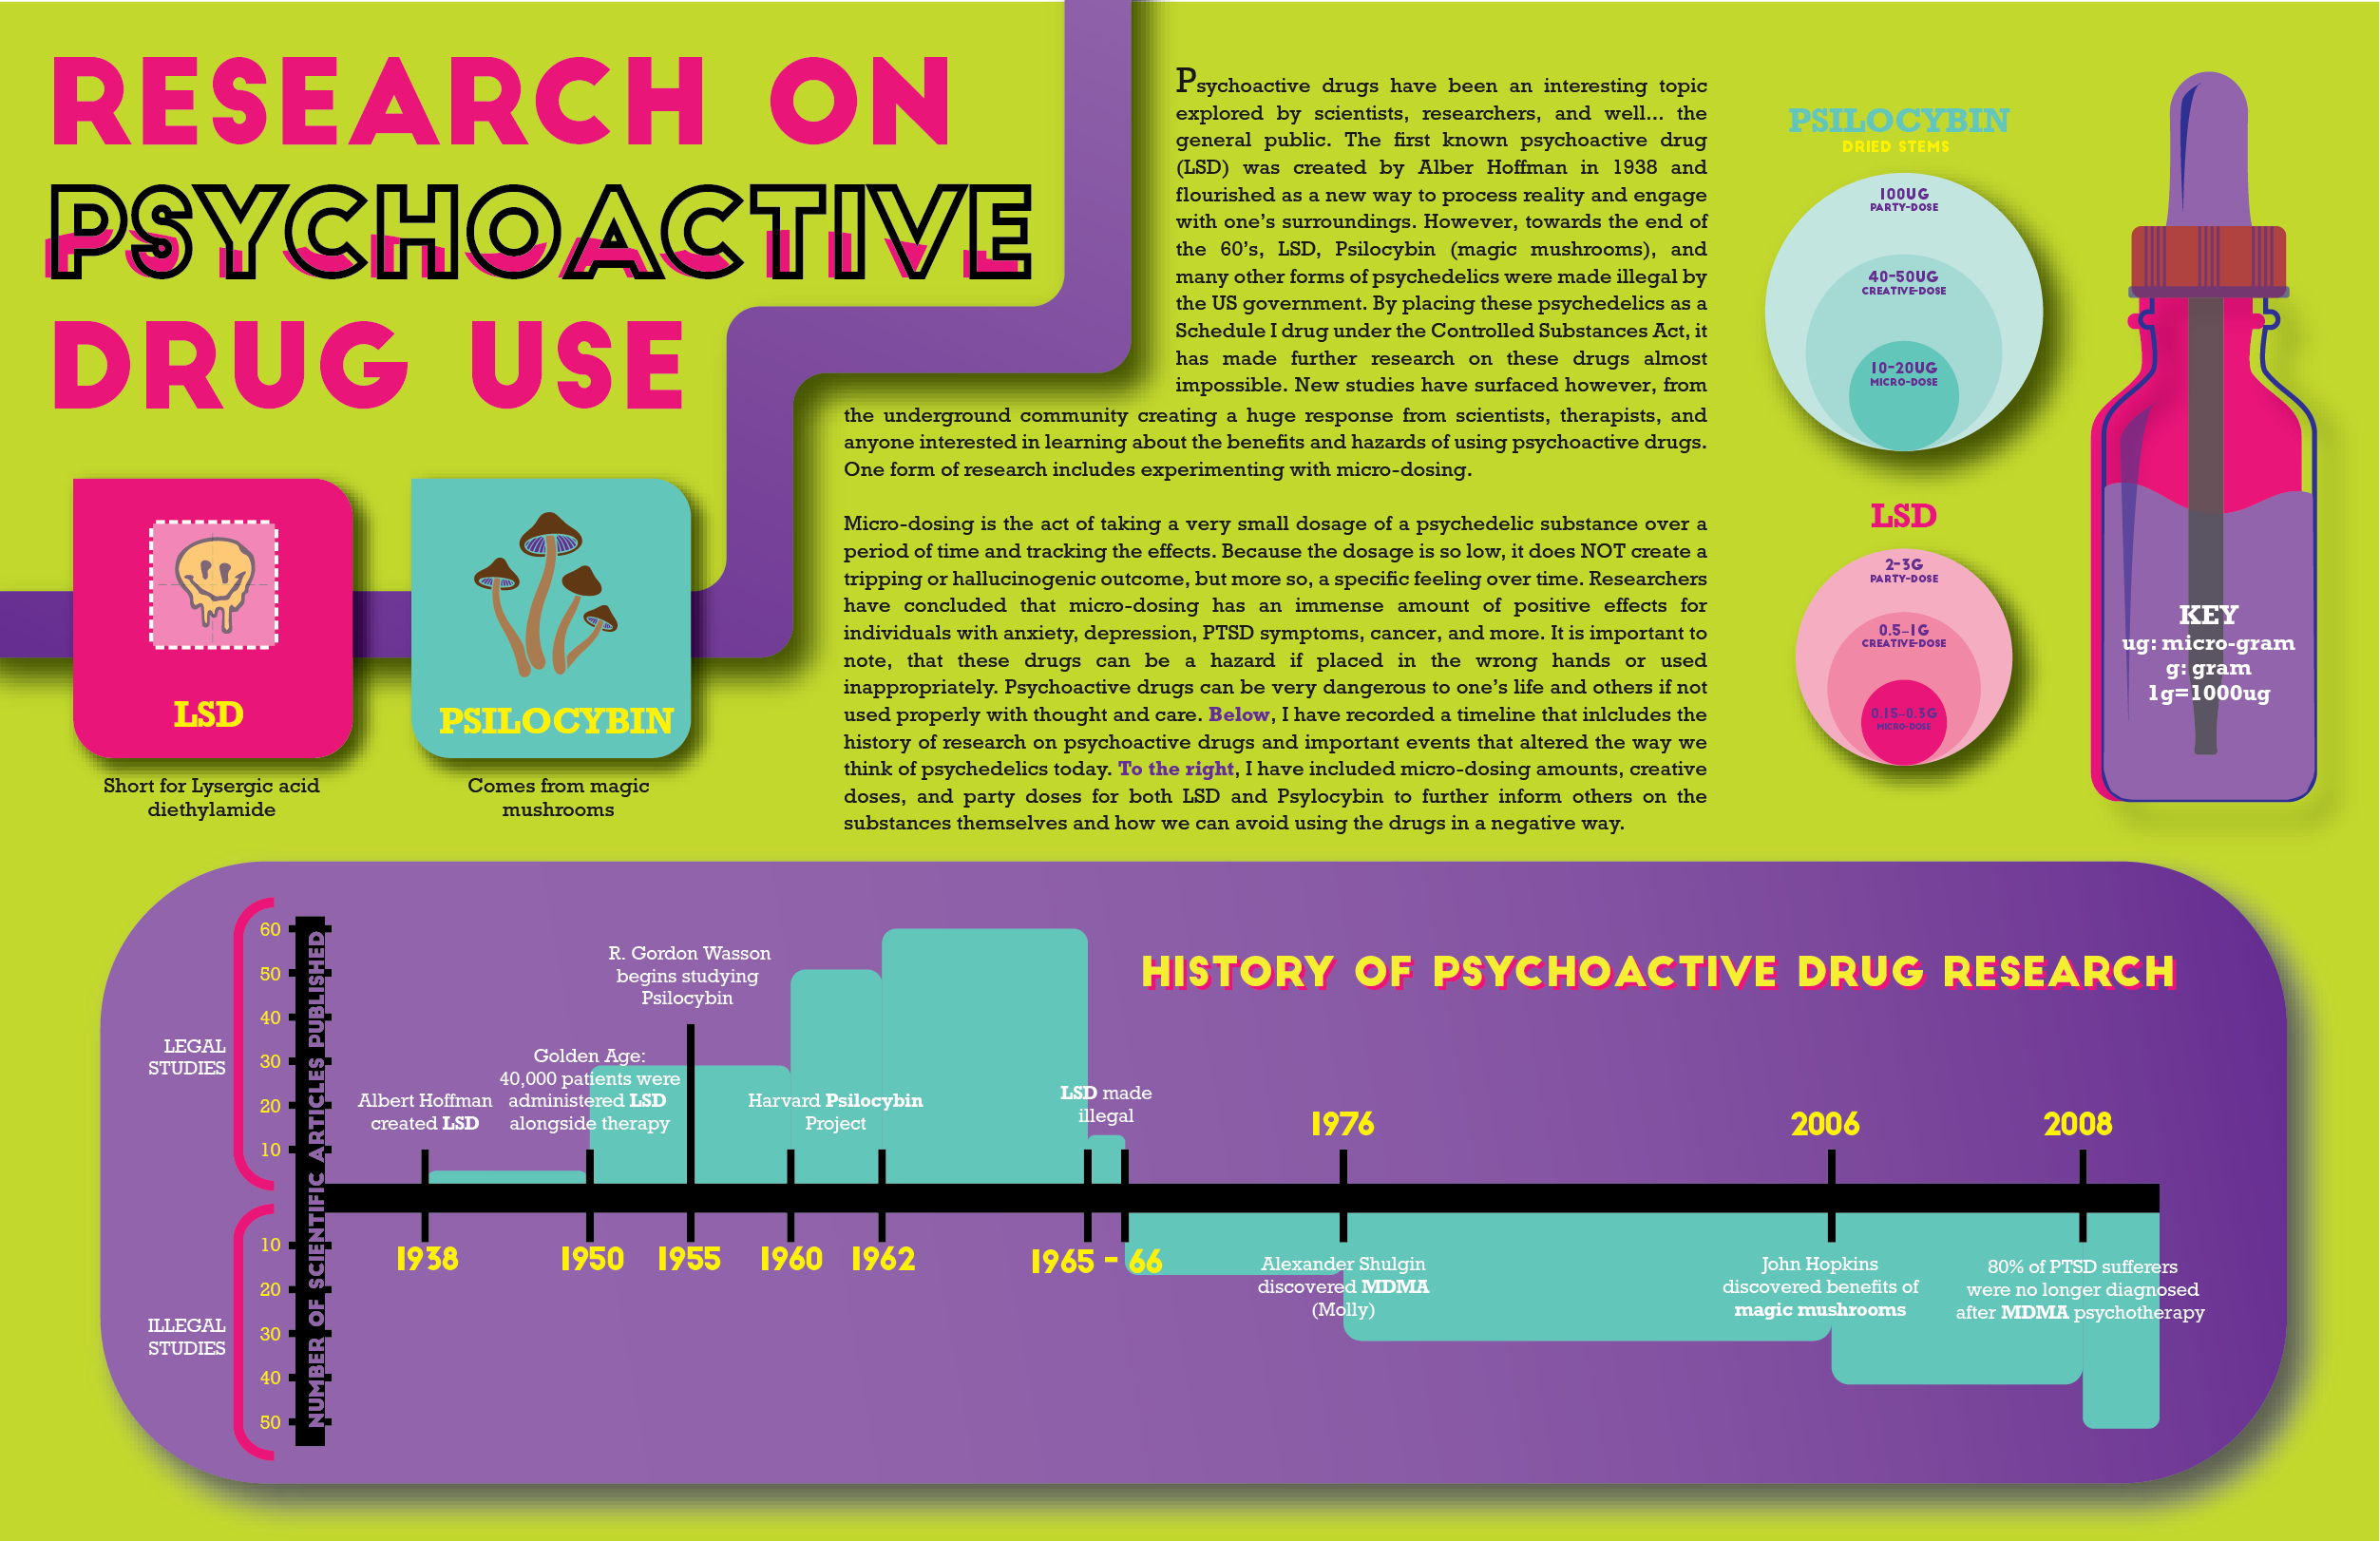 RESEARCH ON
PSYCHOACTIVE
DRUG USE
LSD
Short for Lysergic acid
diethylamide
PSILOCYBIN
Comes from magic
mushrooms
Psychoactive drugs have been an interesting topic
explored by scientists, researchers, and well... the
general public. The first known psychoactive drug
(LSD) was created by Alber Hoffman in 1938 and
flourished as a new way to process reality and engage
with one's surroundings. However, towards the end of
the 60's, LSD, Psilocybin (magic mushrooms), and
many other forms of psychedelics were made illegal by
the US government. By placing these psychedelics as a
Schedule I drug under the Controlled Substances Act, it
has made further research on these drugs almost
impossible. New studies have surfaced however, from
the underground community creating a huge response from scientists, therapists, and
anyone interested in learning about the benefits and hazards of using psychoactive drugs.
One form of research includes experimenting with micro-dosing.
Micro-dosing is the act of taking a very small dosage of a psychedelic substance over a
period of time and tracking the effects. Because the dosage is so low, it does NOT create a
tripping or hallucinogenic outcome, but more so, a specific feeling over time. Researchers
have concluded that micro-dosing has an immense amount of positive effects for
individuals with anxiety, depression, PTSD symptoms, cancer, and more. It is important to
note, that these drugs can be a hazard if placed in the wrong hands or used
inappropriately. Psychoactive drugs can be very dangerous to one's life and others if not
used properly with thought and care. Below, I have recorded a timeline that inlcludes the
history of research on psychoactive drugs and important events that altered the way we
think of psychedelics today. To the right, I have included micro-dosing amounts, creative
doses, and party doses for both LSD and Psylocybin to further inform others on the
substances themselves and how we can avoid using the drugs in a negative way.
PSILOCYBIN
DRIED STEMS
100UG
PARTY-DOSE
40-50UG
CREATIVE-DOSE
10-20UG
MICRO-DOSE
LSD
2-3G
PARTY-DOSE
0.5-1G
CREATIVE-DOSE
0.15-0.3G
MICRO-DOSE
KEY
ug: micro-gram
g: gram
1g=1000ug
HISTORY OF PSYCHOACTIVE DRUG RESEARCH
NUMBER OF SCIENTIFIC ARTICLES PUBLISHED
LEGAL
STUDIES
60
50
40
30
20
10
ILLEGAL
STUDIES
10
20
30
40
50
Albert Hoffman
created LSD
1938
Golden Age:
40,000 patients were
administered LSD
alongside therapy
1950
R. Gordon Wasson
begins studying
Psilocybin
1955
Harvard Psilocybin
Project
1960
1962
LSD made
illegal
1965 - 66
1976
Alexander Shulgin
discovered MDMA
(Molly)
2006
John Hopkins
discovered benefits of
magic mushrooms
2008
80% of PTSD sufferers
were no longer diagnosed
after MDMA psychotherapy